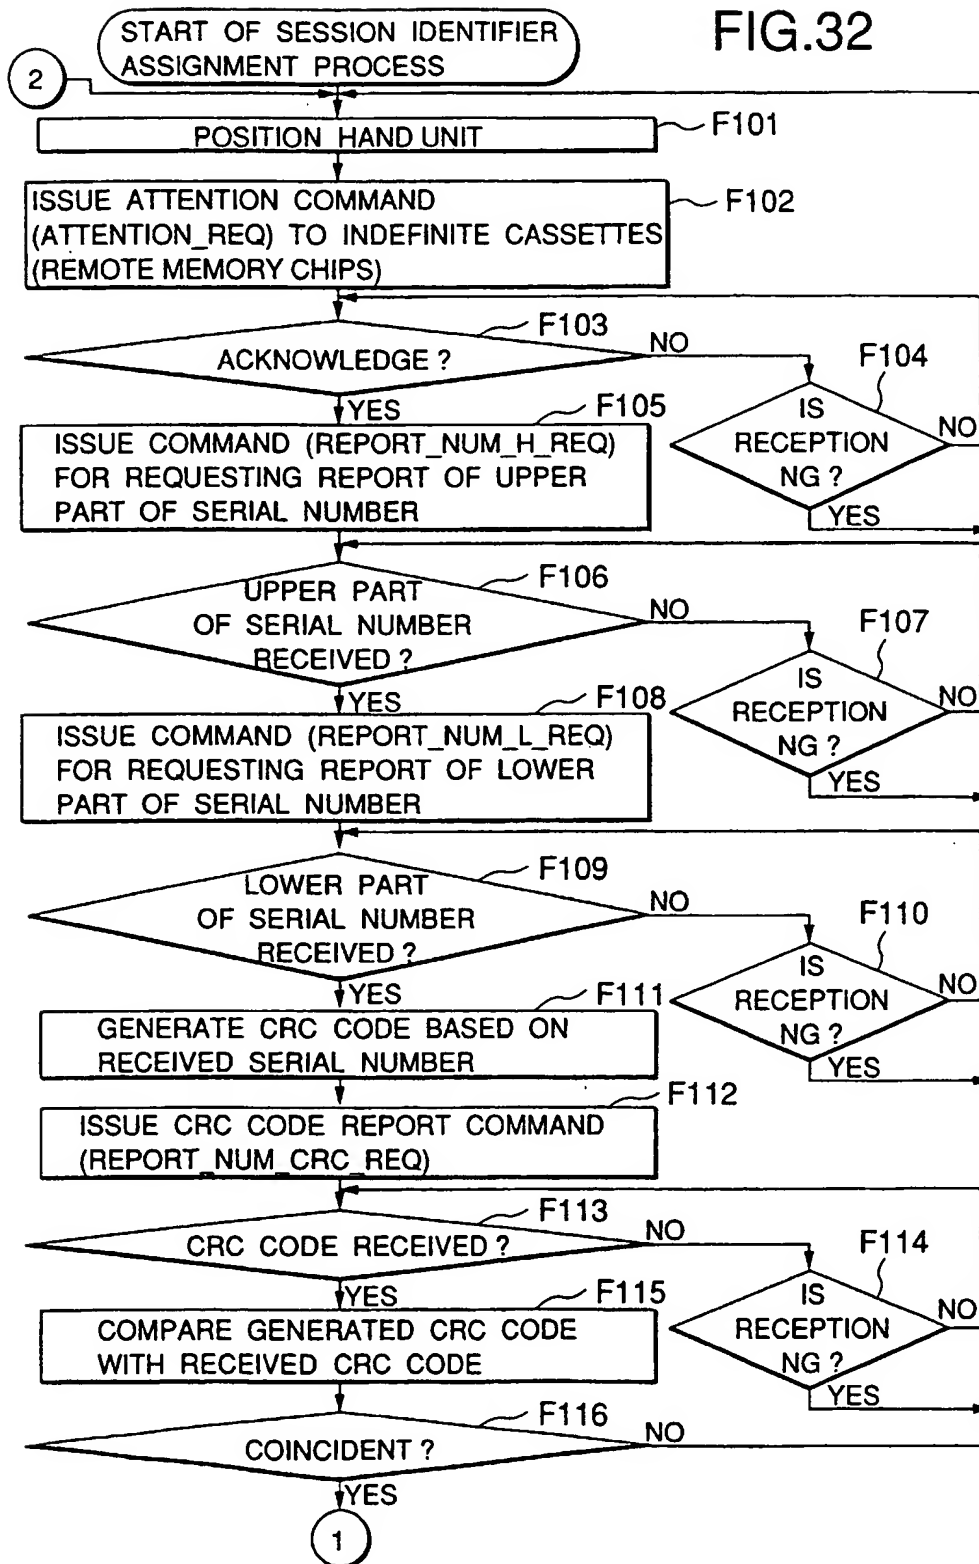 FIG.32
START OF SESSION IDENTIFIER
ASSIGNMENT PROCESS
2
POSITION HAND UNIT
F101
ISSUE ATTENTION COMMAND
(ATTENTION_REQ) TO INDEFINITE CASSETTES
(REMOTE MEMORY CHIPS)
F102
F103
ACKNOWLEDGE ?
NO
YES
F104
IS
RECEPTION
NG ?
NO
YES
F105
ISSUE COMMAND (REPORT_NUM_H_REQ)
FOR REQUESTING REPORT OF UPPER
PART OF SERIAL NUMBER
F106
UPPER PART
OF SERIAL NUMBER
RECEIVED ?
NO
YES
F107
IS
RECEPTION
NG ?
NO
YES
F108
ISSUE COMMAND (REPORT_NUM_L_REQ)
FOR REQUESTING REPORT OF LOWER
PART OF SERIAL NUMBER
F109
LOWER PART
OF SERIAL NUMBER
RECEIVED ?
NO
YES
F110
IS
RECEPTION
NG ?
NO
YES
F111
GENERATE CRC CODE BASED ON
RECEIVED SERIAL NUMBER
F112
ISSUE CRC CODE REPORT COMMAND
(REPORT_NUM_CRC_REQ)
F113
CRC CODE RECEIVED ?
NO
YES
F114
IS
RECEPTION
NG ?
NO
YES
F115
COMPARE GENERATED CRC CODE
WITH RECEIVED CRC CODE
F116
COINCIDENT ?
NO
YES
1